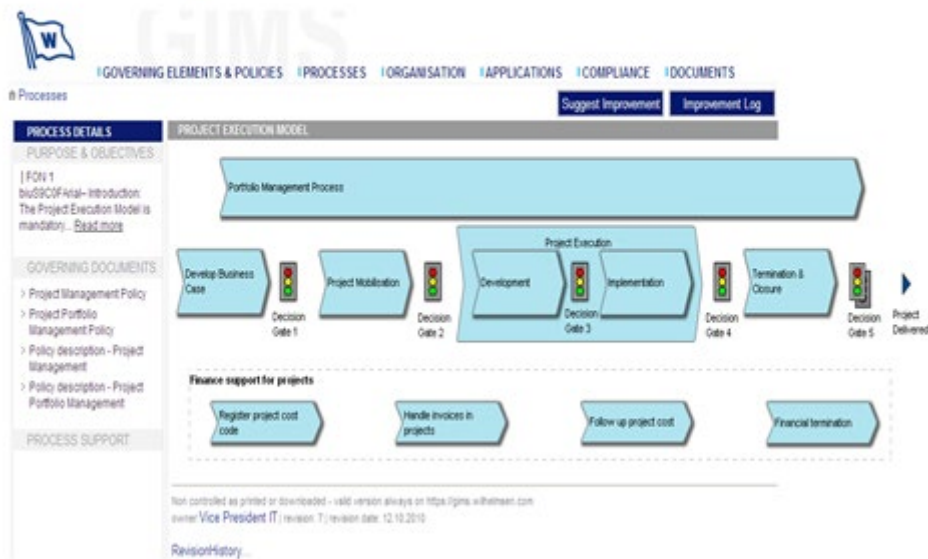 GIMS
W
GOVERNING ELEMENTS & POLICIES PROCESSES ORGANISATION APPLICATIONS COMPLIANCE DOCUMENTS
Processes
Suggest Improvement Improvement Log
PROCESS DETAILS
PURPOSE & OBJECTIVES
| FON 1
biuS9C0FArial– Introduction:
The Project Execution Model is
mandatory... Read more
GOVERNING DOCUMENTS
> Project Management Policy
> Project Portfolio
Management Policy
> Policy description - Project
Management
> Policy description - Project
Portfolio Management
PROCESS SUPPORT
PROJECT EXECUTION MODEL
Portfolio Management Process
Develop Business
Case
Decision
Gate 1
Project Mobilisation
Decision
Gate 2
Project Execution
Development
Decision
Gate 3
Implementation
Decision
Gate 4
Termination &
Closure
Decision
Gate 5
Project
Delivered
Finance support for projects
Register project cost
code
Handle invoices in
projects
Follow up project cost
Financial termination
Non controlled as printed or downloaded - valid version always on https://gims.wilhelmsen.com
owner Vice President IT | revision: 7 | revision date: 12.10.2010
RevisionHistory...